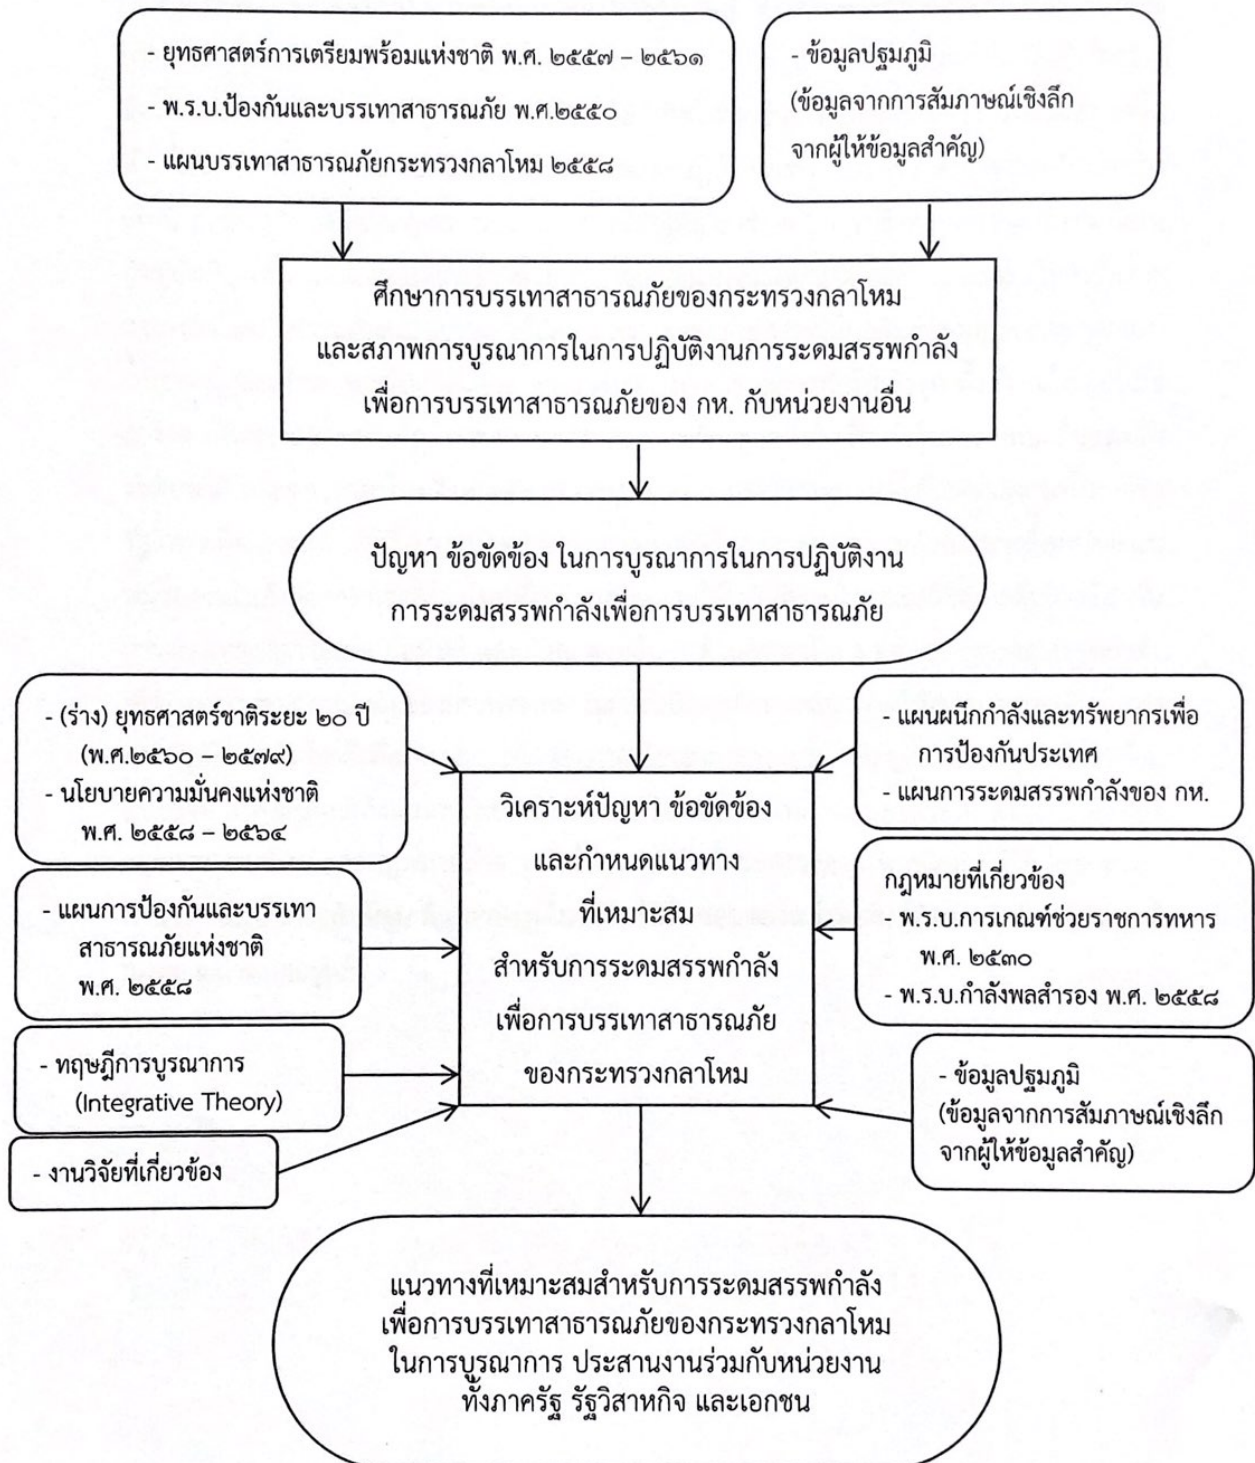 - ยุทธศาสตร์การเตรียมพร้อมแห่งชาติ พ.ศ. ๒๕๕๗ – ๒๕๖๑
- พ.ร.บ.ป้องกันและบรรเทาสาธารณภัย พ.ศ.๒๕๕๐
- แผนบรรเทาสาธารณภัยกระทรวงกลาโหม ๒๕๕๘
- ข้อมูลปฐมภูมิ
(ข้อมูลจากการสัมภาษณ์เชิงลึก
จากผู้ให้ข้อมูลสำคัญ)
ศึกษาการบรรเทาสาธารณภัยของกระทรวงกลาโหม
และสภาพการบูรณาการในการปฏิบัติงานการระดมสรรพกำลัง
เพื่อการบรรเทาสาธารณภัยของ กห. กับหน่วยงานอื่น
ปัญหา ข้อขัดข้อง ในการบูรณาการในการปฏิบัติงาน
การระดมสรรพกำลังเพื่อการบรรเทาสาธารณภัย
- (ร่าง) ยุทธศาสตร์ชาติระยะ ๒๐ ปี
(พ.ศ.๒๕๖๐ – ๒๕๗๙)
- นโยบายความมั่นคงแห่งชาติ
พ.ศ. ๒๕๕๘ – ๒๕๖๔
- แผนการป้องกันและบรรเทา
สาธารณภัยแห่งชาติ
พ.ศ. ๒๕๕๘
- ทฤษฎีการบูรณาการ
(Integrative Theory)
- งานวิจัยที่เกี่ยวข้อง
วิเคราะห์ปัญหา ข้อขัดข้อง
และกำหนดแนวทาง
ที่เหมาะสม
สำหรับการระดมสรรพกำลัง
เพื่อการบรรเทาสาธารณภัย
ของกระทรวงกลาโหม
- แผนผนึกกำลังและทรัพยากรเพื่อ
การป้องกันประเทศ
- แผนการระดมสรรพกำลังของ กห.
กฎหมายที่เกี่ยวข้อง
- พ.ร.บ.การเกณฑ์ช่วยราชการทหาร
พ.ศ. ๒๕๓๐
- พ.ร.บ.กำลังพลสำรอง พ.ศ. ๒๕๕๘
- ข้อมูลปฐมภูมิ
(ข้อมูลจากการสัมภาษณ์เชิงลึก
จากผู้ให้ข้อมูลสำคัญ)
แนวทางที่เหมาะสมสำหรับการระดมสรรพกำลัง
เพื่อการบรรเทาสาธารณภัยของกระทรวงกลาโหม
ในการบูรณาการ ประสานงานร่วมกับหน่วยงาน
ทั้งภาครัฐ รัฐวิสาหกิจ และเอกชน